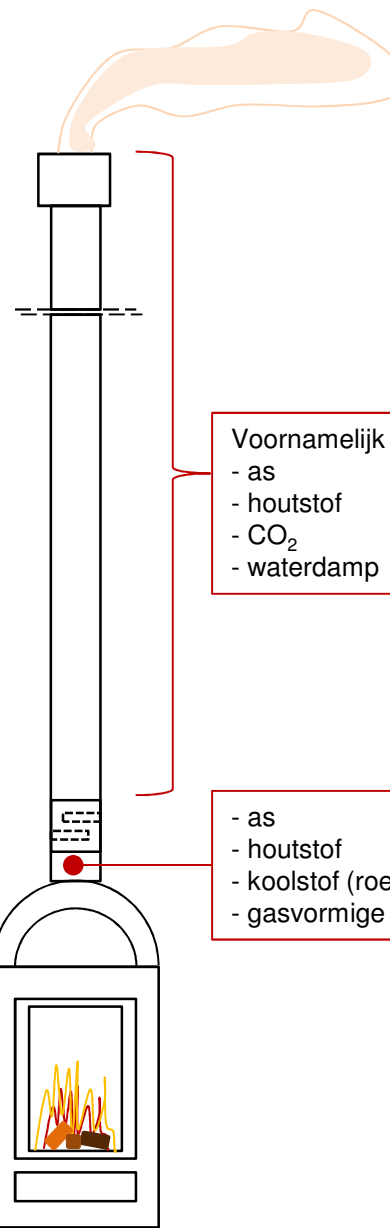 Voornamelijk
- as
- houtstof
- CO₂
- waterdamp
- as
- houtstof
- koolstof (roe
- gasvormige